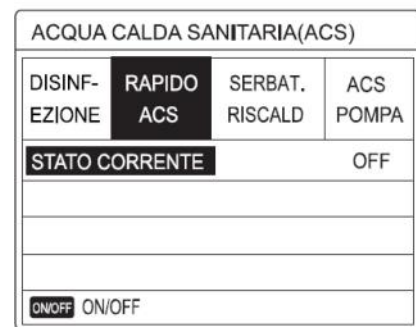 ACQUA CALDA SANITARIA(ACS)
DISINF- RAPIDO SERBAT. ACS
EZIONE ACS RISCALD POMPA
STATO CORRENTE OFF
ON/OFF ON/OFF